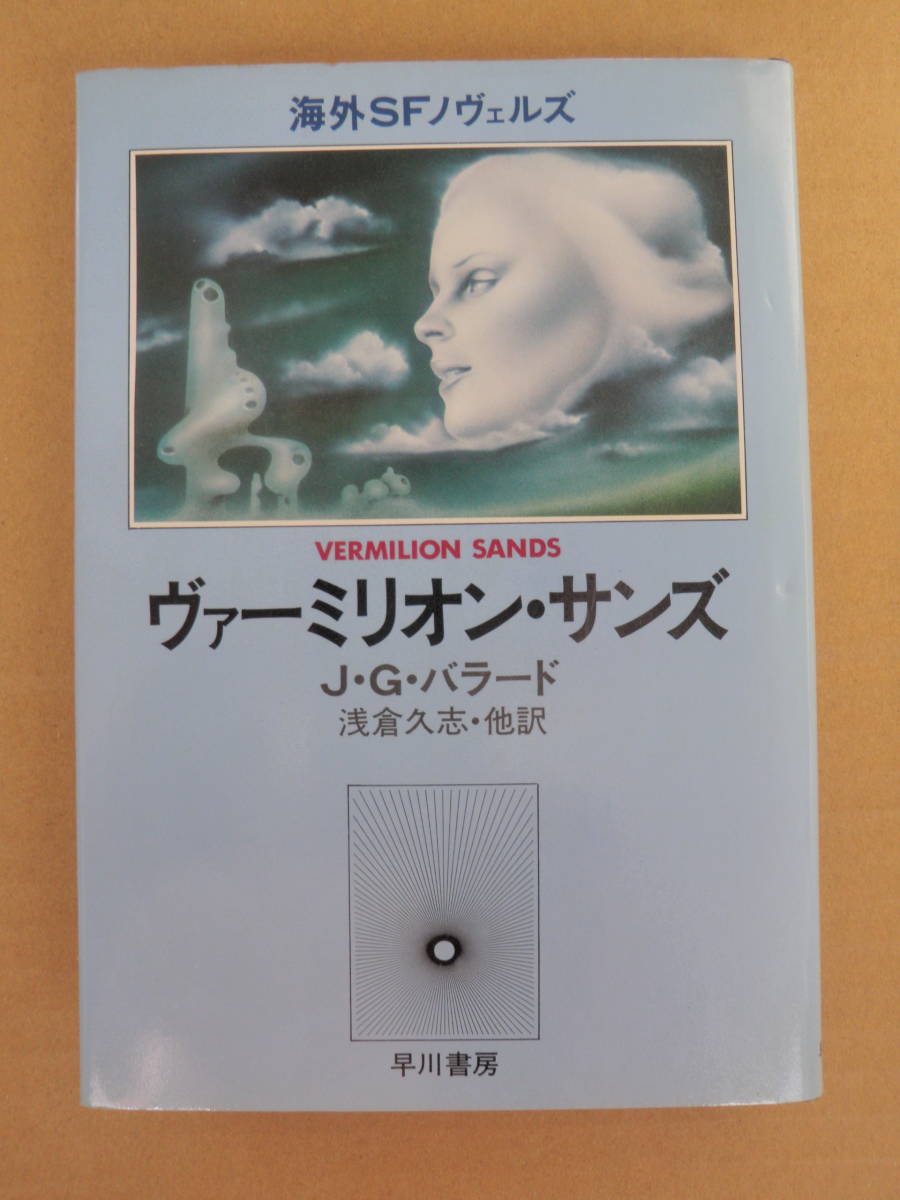 海外SFノヴェルズ
VERMILION SANDS
ヴァーミリオン・サンズ
J・G・バラード
浅倉久志・他訳
早川書房